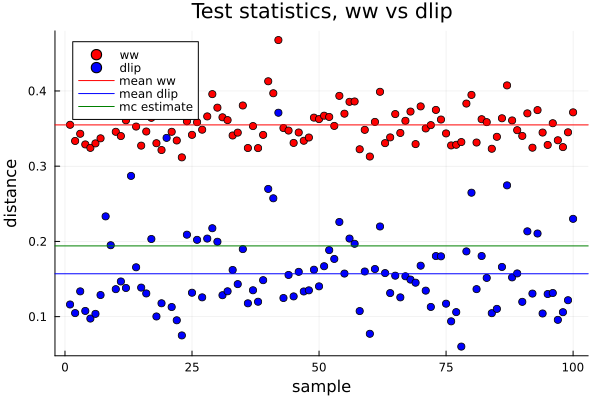 Test statistics, ww vs dlip
ww
dlip
mean ww
mean dlip
mc estimate
distance
0.4
0.3
0.2
0.1
0
25
50
75
100
sample